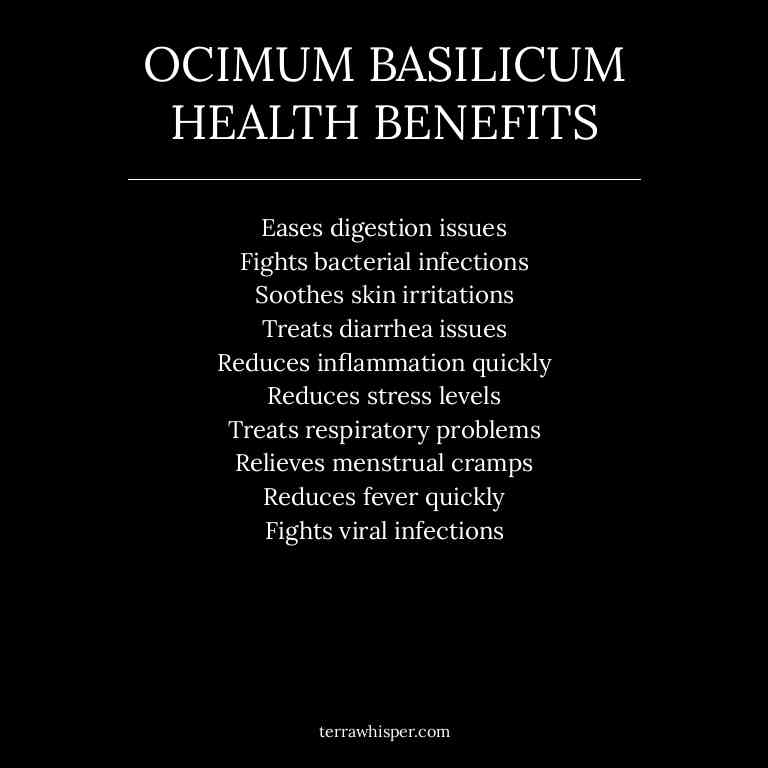 OCIMUM BASILICUM
HEALTH BENEFITS
Eases digestion issues
Fights bacterial infections
Soothes skin irritations
Treats diarrhea issues
Reduces inflammation quickly
Reduces stress levels
Treats respiratory problems
Relieves menstrual cramps
Reduces fever quickly
Fights viral infections
terrawhisper.com